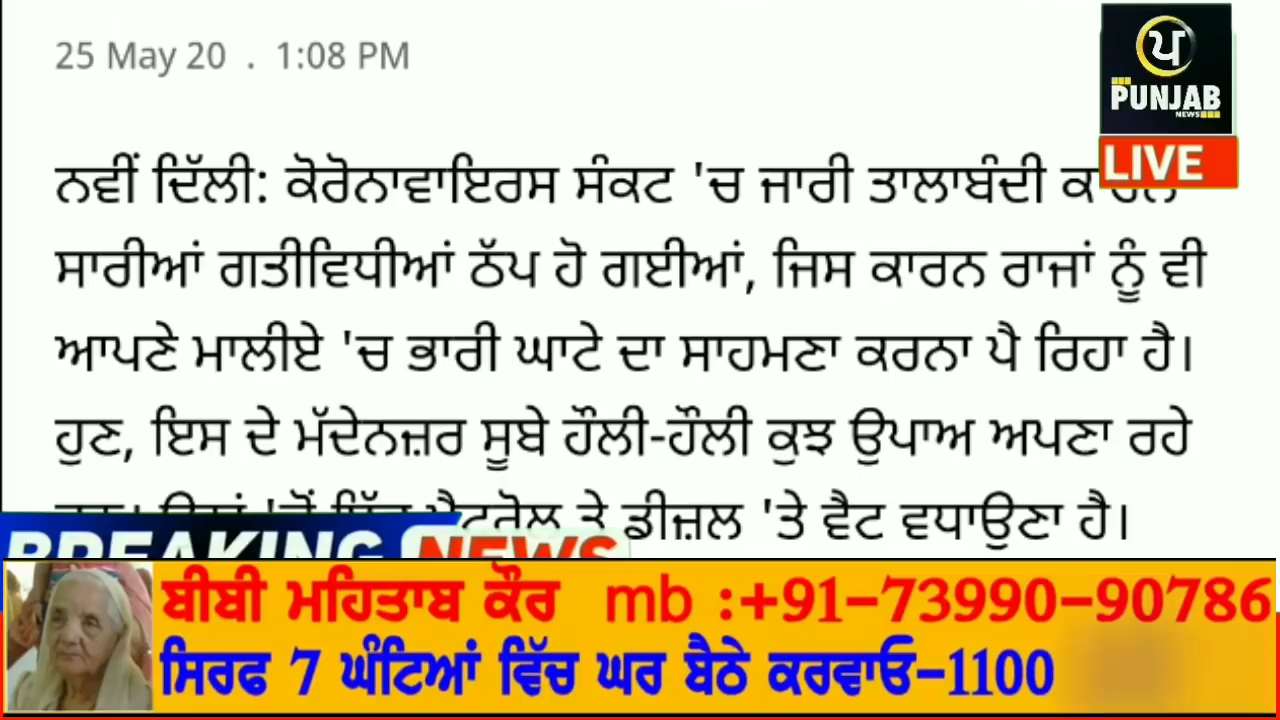 25 May 20 . 1:08 PM
ਪ
PUNJAB
NEWS
LIVE
ਨਵੀਂ ਦਿੱਲੀ: ਕੋਰੋਨਾਵਾਇਰਸ ਸੰਕਟ 'ਚ ਜਾਰੀ ਤਾਲਾਬੰਦੀ
ਸਾਰੀਆਂ ਗਤੀਵਿਧੀਆਂ ਠੱਪ ਹੋ ਗਈਆਂ, ਜਿਸ ਕਾਰਨ ਰਾਜਾਂ ਨੂੰ ਵੀ
ਆਪਣੇ ਮਾਲੀਏ 'ਚ ਭਾਰੀ ਘਾਟੇ ਦਾ ਸਾਹਮਣਾ ਕਰਨਾ ਪੈ ਰਿਹਾ ਹੈ।
ਹੁਣ, ਇਸ ਦੇ ਮੱਦੇਨਜ਼ਰ ਸੂਬੇ ਹੌਲੀ-ਹੌਲੀ ਕੁਝ ਉਪਾਅ ਅਪਣਾ ਰਹੇ
ਪੈਟਰੋਲ ਤੇ ਡੀਜ਼ਲ 'ਤੇ ਵੈਟ ਵਧਾਉਣਾ ਹੈ।
BREAKING NEWS
ਬੀਬੀ ਮਹਿਤਾਬ ਕੌਰ mb :+91-73990-90786
ਸਿਰਫ 7 ਘੰਟਿਆਂ ਵਿੱਚ ਘਰ ਬੈਠੇ ਕਰਵਾਓ-1100